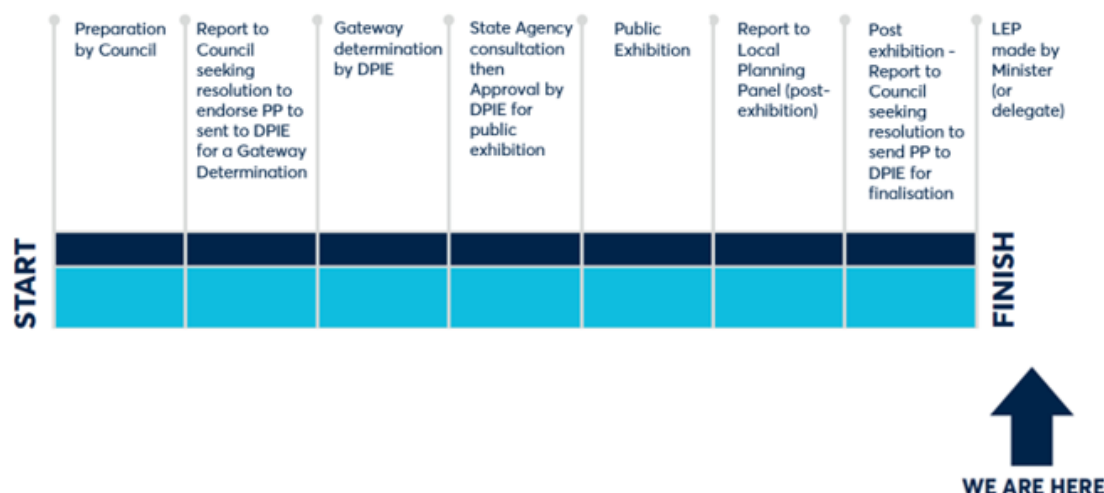 Preparation
by Council
Report to
Council
seeking
resolution to
endorse PP to
sent to DPIE
for a Gateway
Determination
Gateway
determination
by DPIE
State Agency
consultation
then
Approval by
DPIE for
public
exhibition
Public
Exhibition
Report to
Local
Planning
Panel (post-
exhibition)
Post
exhibition -
Report to
Council
seeking
resolution to
send PP to
DPIE for
finalisation
LEP
made by
Minister
(or
delegate)
START
FINISH
WE ARE HERE